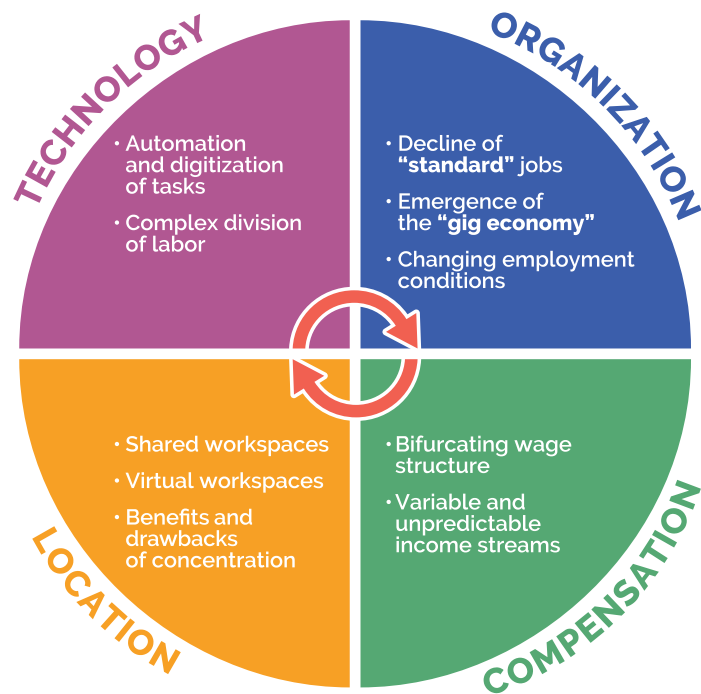 TECHNOLOGY
• Automation
and digitization
of tasks
• Complex division
of labor
ORGANIZATION
• Decline of
“standard” jobs
• Emergence of
the “gig economy”
• Changing employment
conditions
LOCATION
• Shared workspaces
• Virtual workspaces
• Benefits and
drawbacks
of concentration
COMPENSATION
• Bifurcating wage
structure
• Variable and
unpredictable
income streams